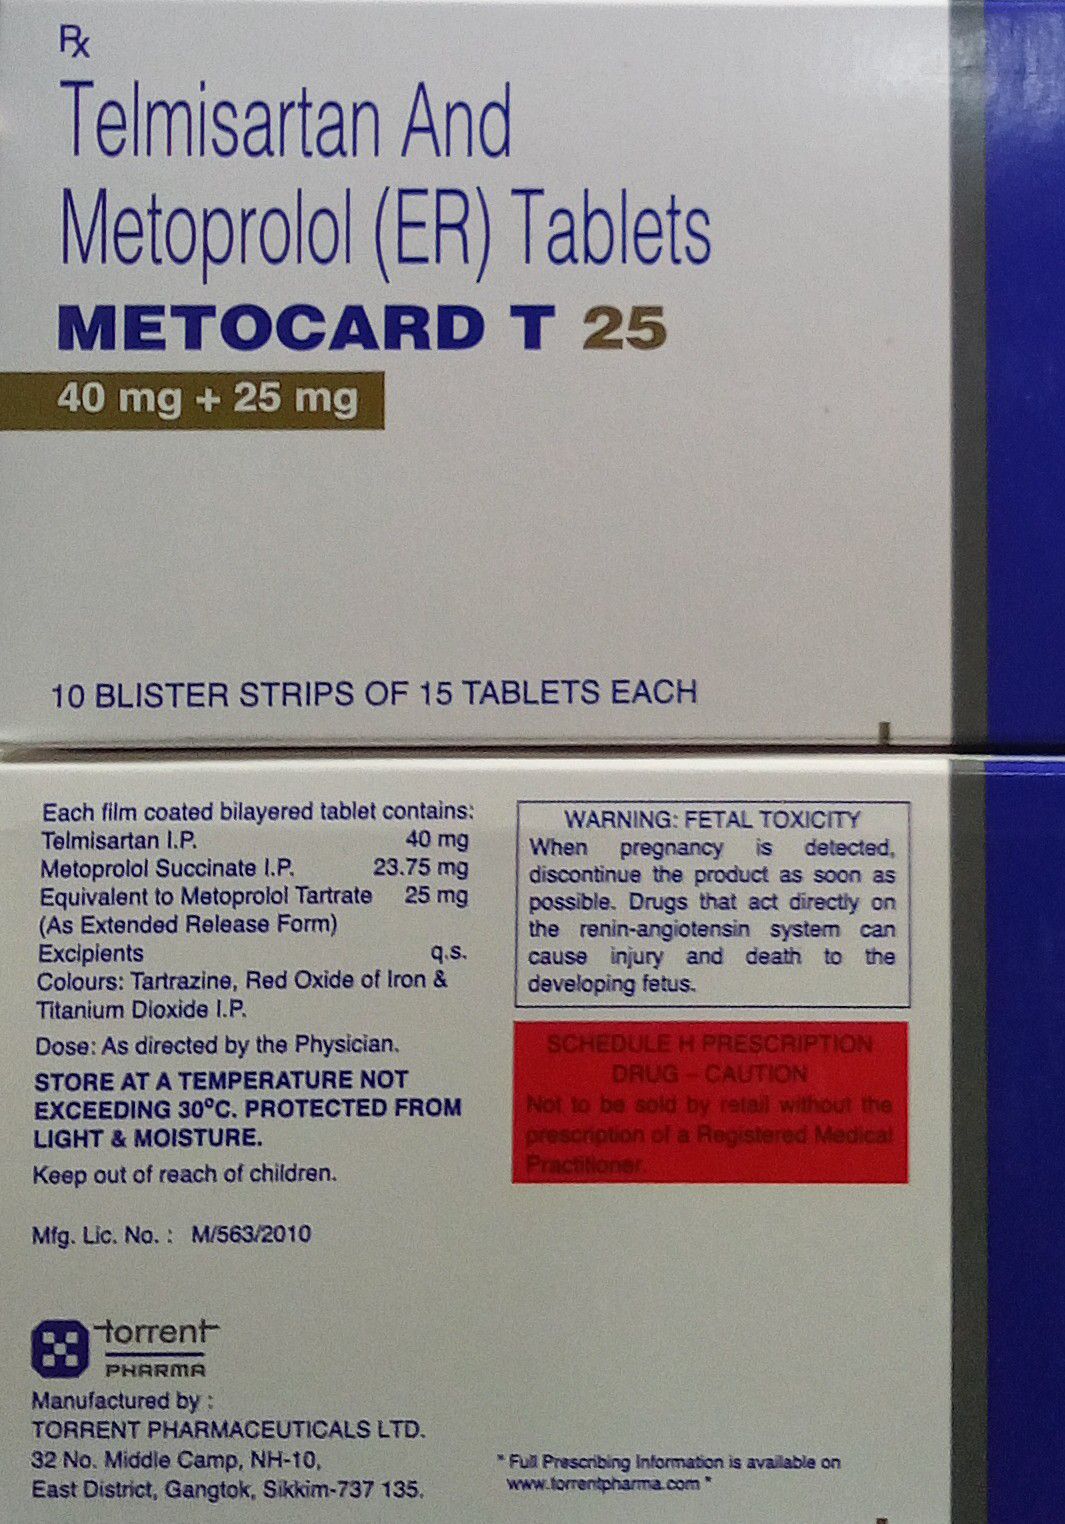 Rx
Telmisartan And
Metoprolol (ER) Tablets
METOCARD T 25
40 mg + 25 mg
10 BLISTER STRIPS OF 15 TABLETS EACH
Each film coated bilayered tablet contains:
Telmisartan I.P. 40 mg
Metoprolol Succinate I.P. 23.75 mg
Equivalent to Metoprolol Tartrate 25 mg
(As Extended Release Form)
Excipients q.s.
Colours: Tartrazine, Red Oxide of Iron &
Titanium Dioxide I.P.
Dose: As directed by the Physician.
STORE AT A TEMPERATURE NOT
EXCEEDING 30°C. PROTECTED FROM
LIGHT & MOISTURE.
Keep out of reach of children.
Mfg. Lic. No. : M/563/2010
torrent
PHARMA
Manufactured by :
TORRENT PHARMACEUTICALS LTD.
32 No. Middle Camp, NH-10,
East District, Gangtok, Sikkim-737 135.
WARNING: FETAL TOXICITY
When pregnancy is detected,
discontinue the product as soon as
possible. Drugs that act directly on
the renin-angiotensin system can
cause injury and death to the
developing fetus.
SCHEDULE H PRESCRIPTION
DRUG – CAUTION
Not to be sold by retail without the
prescription of a Registered Medical
Practitioner.
* Full Prescribing Information is available on
www.torrentpharma.com *